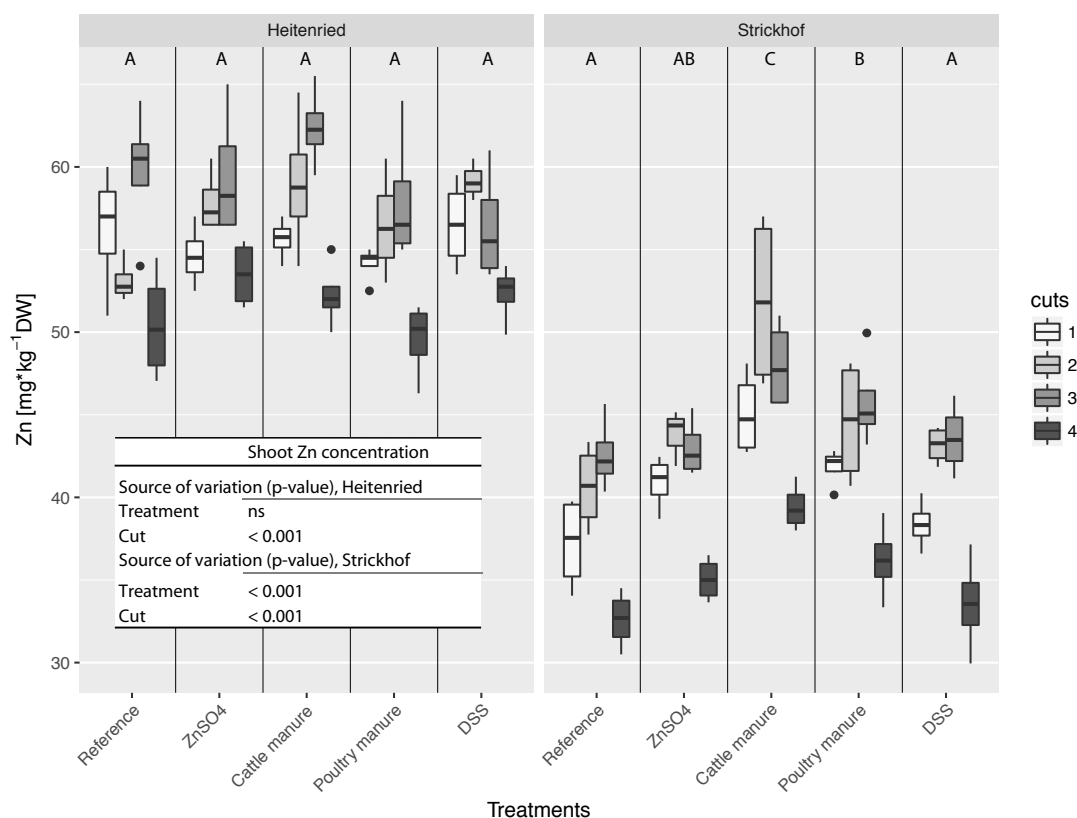 Heitenried
Strickhof
A A A A A
A AB C B A
Zn [mg*kg⁻¹DW]
60
50
40
30
Shoot Zn concentration
Source of variation (p-value), Heitenried
Treatment ns
Cut < 0.001
Source of variation (p-value), Strickhof
Treatment < 0.001
Cut < 0.001
cuts
1
2
3
4
Reference
ZnSO4
Cattle manure
Poultry manure
DSS
Reference
ZnSO4
Cattle manure
Poultry manure
DSS
Treatments